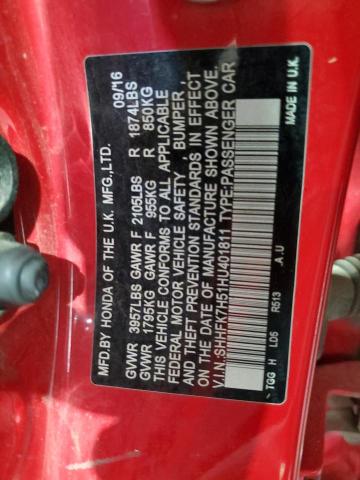 MFD.BY HONDA OF THE U.K. MFG.,LTD. 09/16
GVWR 3957LBS GAWR F 2105LBS R 1874LBS
GVWR 1795KG GAWR F 955KG R 850KG
THIS VEHICLE CONFORMS TO ALL APPLICABLE
FEDERAL MOTOR VEHICLE SAFETY , BUMPER ,
AND THEFT PREVENTION STANDARDS IN EFFECT
ON THE DATE OF MANUFACTURE SHOWN ABOVE.
V.I.N:SHHFK7H51HU401811 TYPE:PASSENGER CAR
.A.U MADE IN U.K.
TGG H LD5 R513